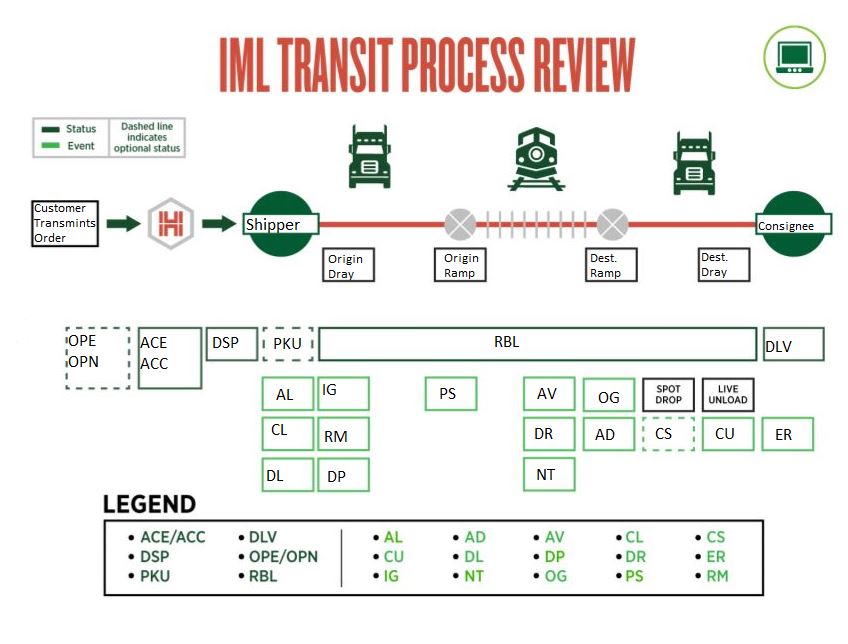 IML TRANSIT PROCESS REVIEW
Status
Event
Dashed line
indicates
optional status
Customer
Transmints
Order
H
Shipper
Consignee
Origin
Dray
Origin
Ramp
Dest.
Ramp
Dest.
Dray
OPE
OPN
ACE
ACC
DSP
PKU
RBL
DLV
AL
IG
PS
AV
OG
SPOT
DROP
LIVE
UNLOAD
CL
RM
DR
AD
CS
CU
ER
DL
DP
NT
LEGEND
• ACE/ACC • DLV • AL • AD • AV • CL • CS
• DSP • OPE/OPN • CU • DL • DP • DR • ER
• PKU • RBL • IG • NT • OG • PS • RM